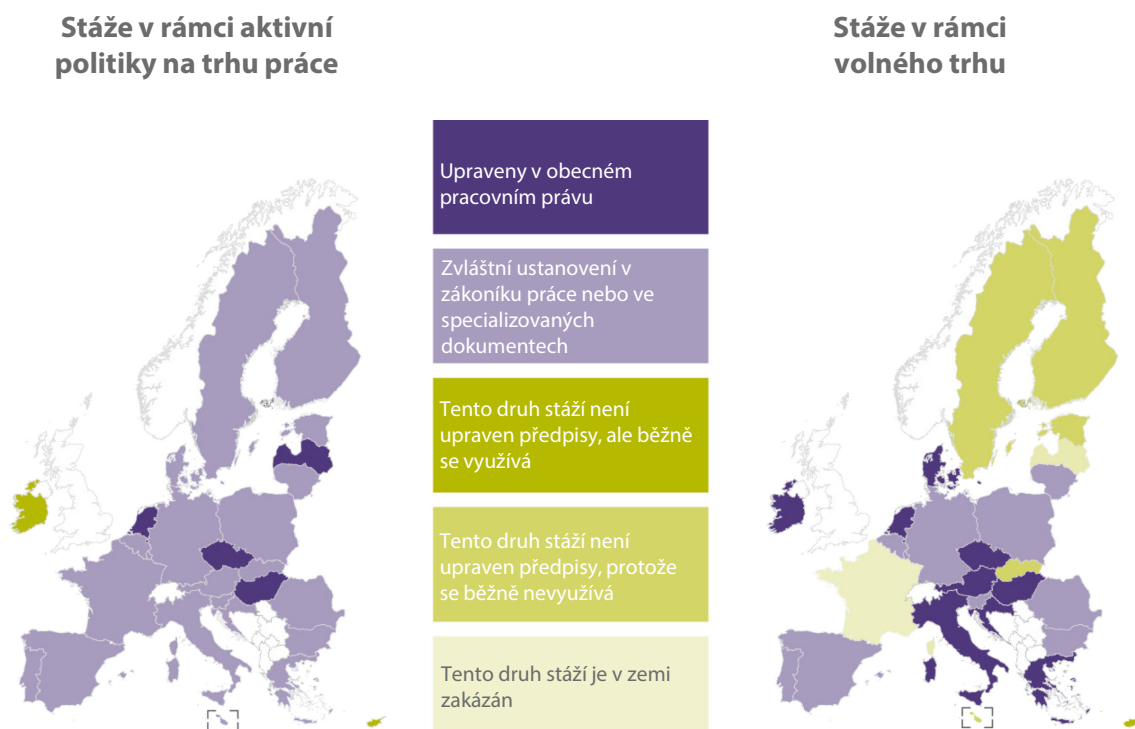 Stáže v rámci aktivní
politiky na trhu práce
Stáže v rámci
volného trhu
Upraveny v obecném
pracovním právu
Zvláštní ustanovení v
zákoníku práce nebo ve
specializovaných
dokumentech
Tento druh stáží není
upraven předpisy, ale běžně
se využívá
Tento druh stáží není
upraven předpisy, protože
se běžně nevyužívá
Tento druh stáží je v zemi
zakázán